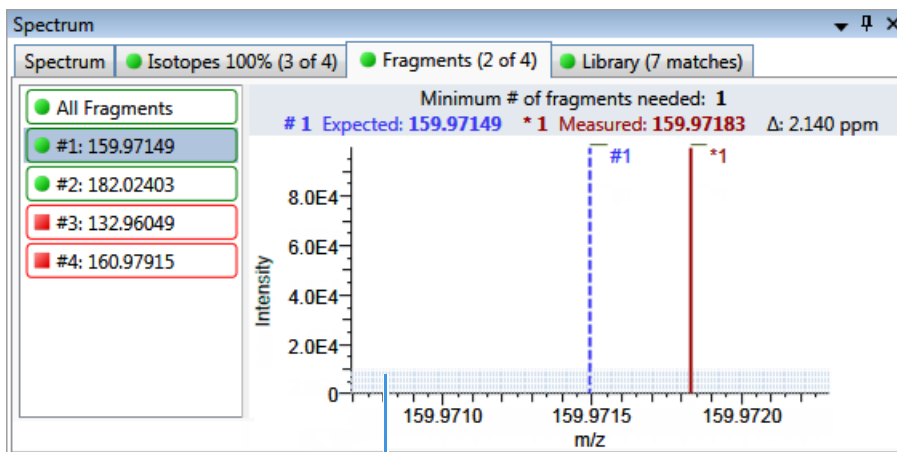 Spectrum
Spectrum Isotopes 100% (3 of 4) Fragments (2 of 4) Library (7 matches)
All Fragments
#1: 159.97149
#2: 182.02403
#3: 132.96049
#4: 160.97915
Minimum # of fragments needed: 1
# 1 Expected: 159.97149 * 1 Measured: 159.97183 Δ: 2.140 ppm
#1 *1
8.0E4
6.0E4
4.0E4
2.0E4
0
Intensity
159.9710 159.9715 159.9720
m/z